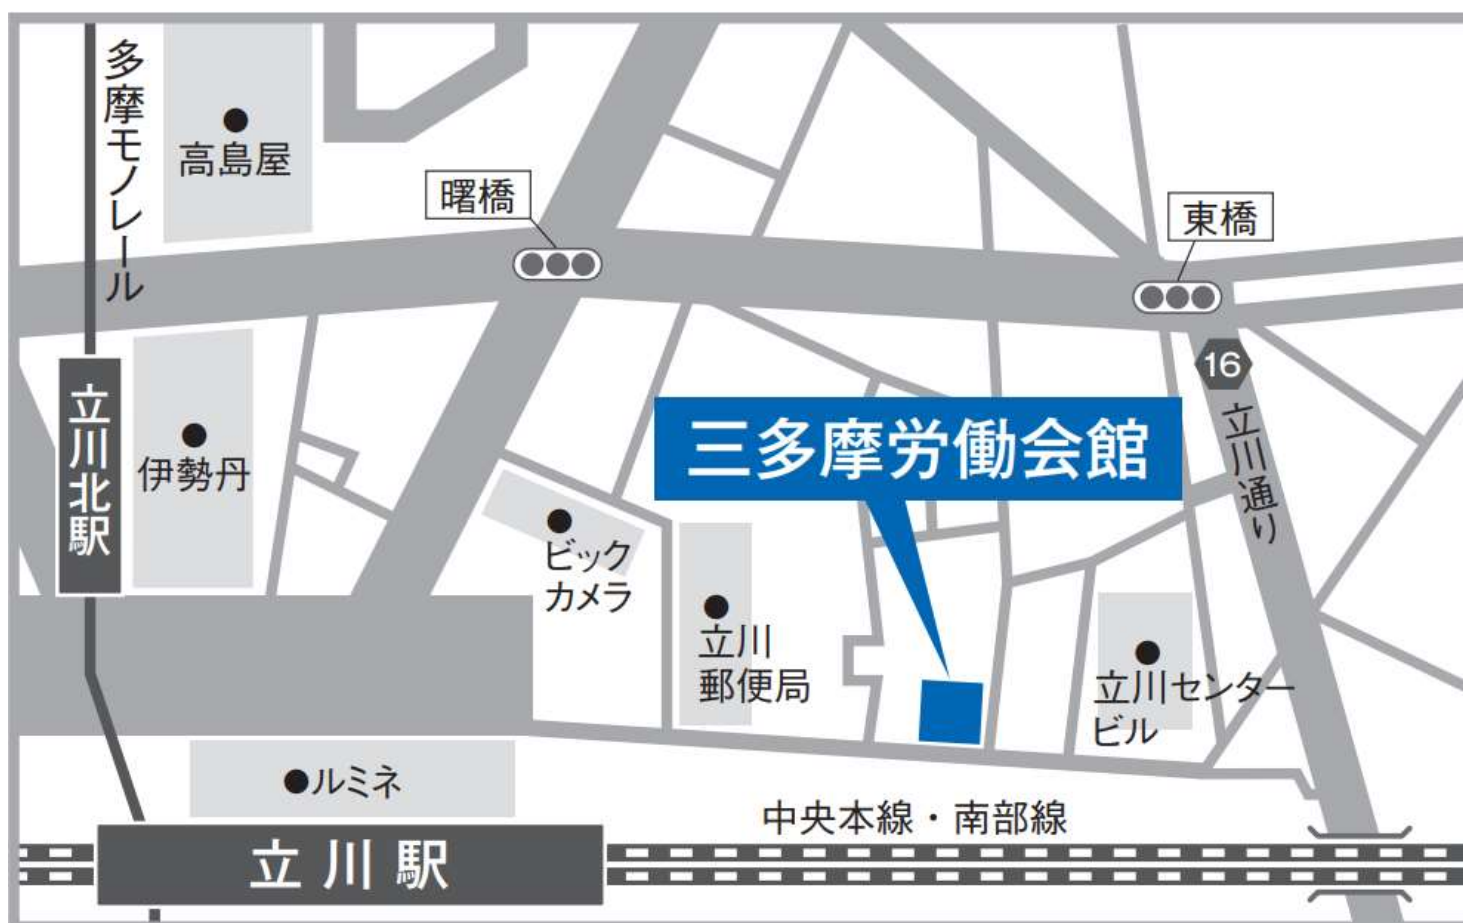 多摩モノレール
高島屋
曙橋
東橋
16
立川通り
立川北駅
伊勢丹
三多摩労働会館
ビック
カメラ
立川
郵便局
立川センター
ビル
ルミネ
中央本線・南部線
立川駅